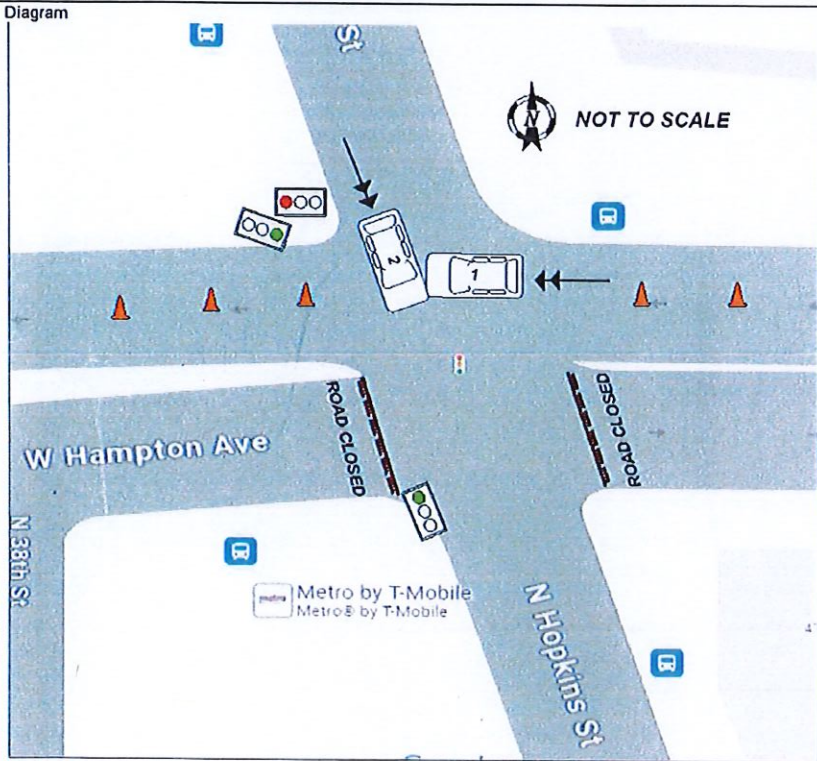 Diagram
St
N
NOT TO SCALE
2
1
ROAD CLOSED
ROAD CLOSED
W Hampton Ave
N 38th St
metro
Metro by T-Mobile
Metro® by T-Mobile
N Hopkins St